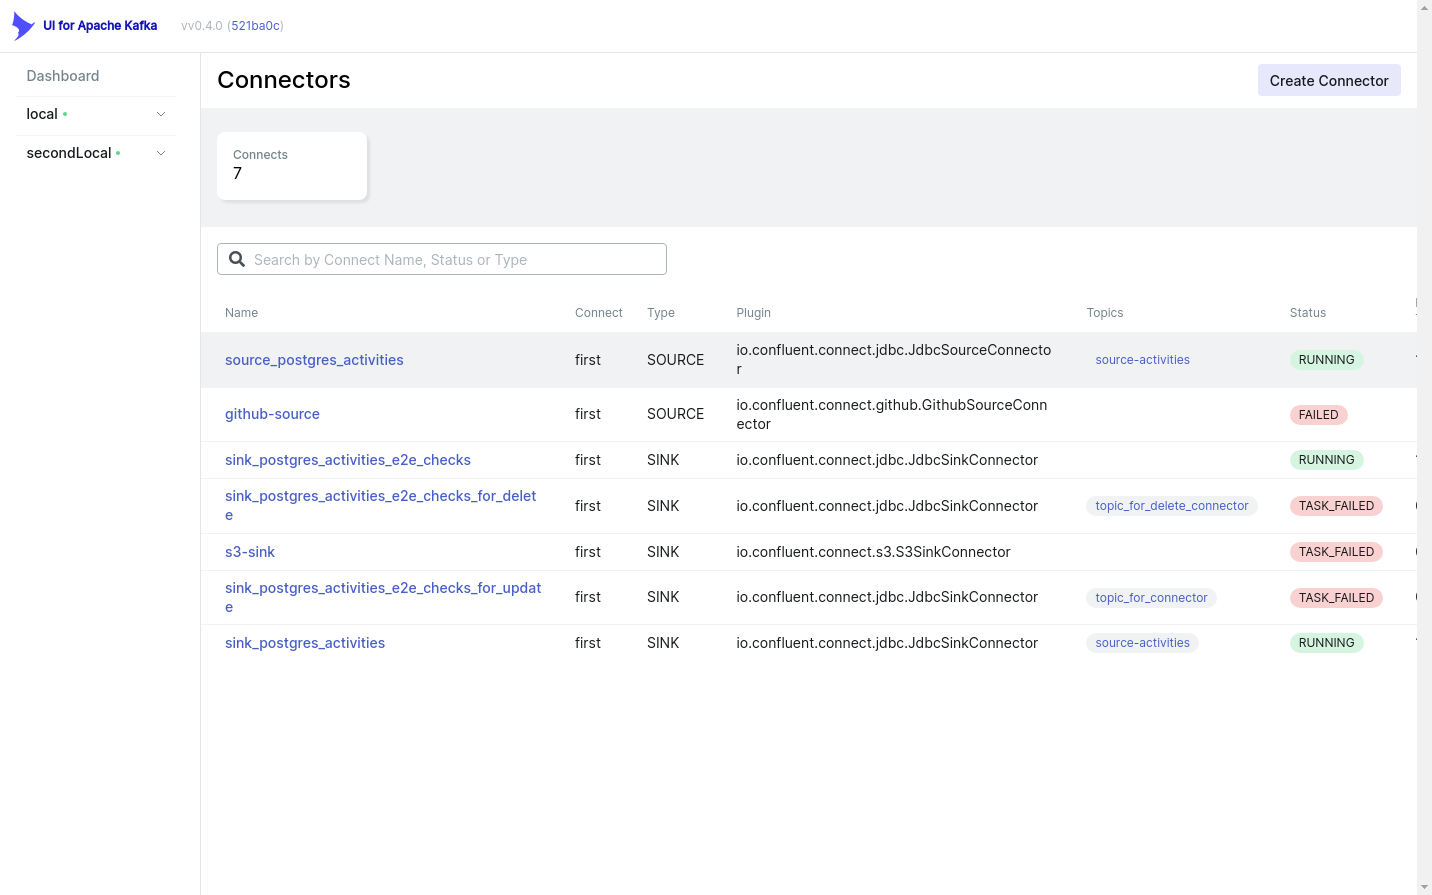 UI for Apache Kafka vv0.4.0 (521ba0c)
Dashboard
local
secondLocal
Connectors
Create Connector
Connects
7
Search by Connect Name, Status or Type
Name Connect Type Plugin Topics Status
source_postgres_activities first SOURCE io.confluent.connect.jdbc.JdbcSourceConnecto
r source-activities RUNNING
github-source first SOURCE io.confluent.connect.github.GithubSourceConn
ector FAILED
sink_postgres_activities_e2e_checks first SINK io.confluent.connect.jdbc.JdbcSinkConnector RUNNING
sink_postgres_activities_e2e_checks_for_delet
e first SINK io.confluent.connect.jdbc.JdbcSinkConnector topic_for_delete_connector TASK_FAILED
s3-sink first SINK io.confluent.connect.s3.S3SinkConnector TASK_FAILED
sink_postgres_activities_e2e_checks_for_updat
e first SINK io.confluent.connect.jdbc.JdbcSinkConnector topic_for_connector TASK_FAILED
sink_postgres_activities first SINK io.confluent.connect.jdbc.JdbcSinkConnector source-activities RUNNING